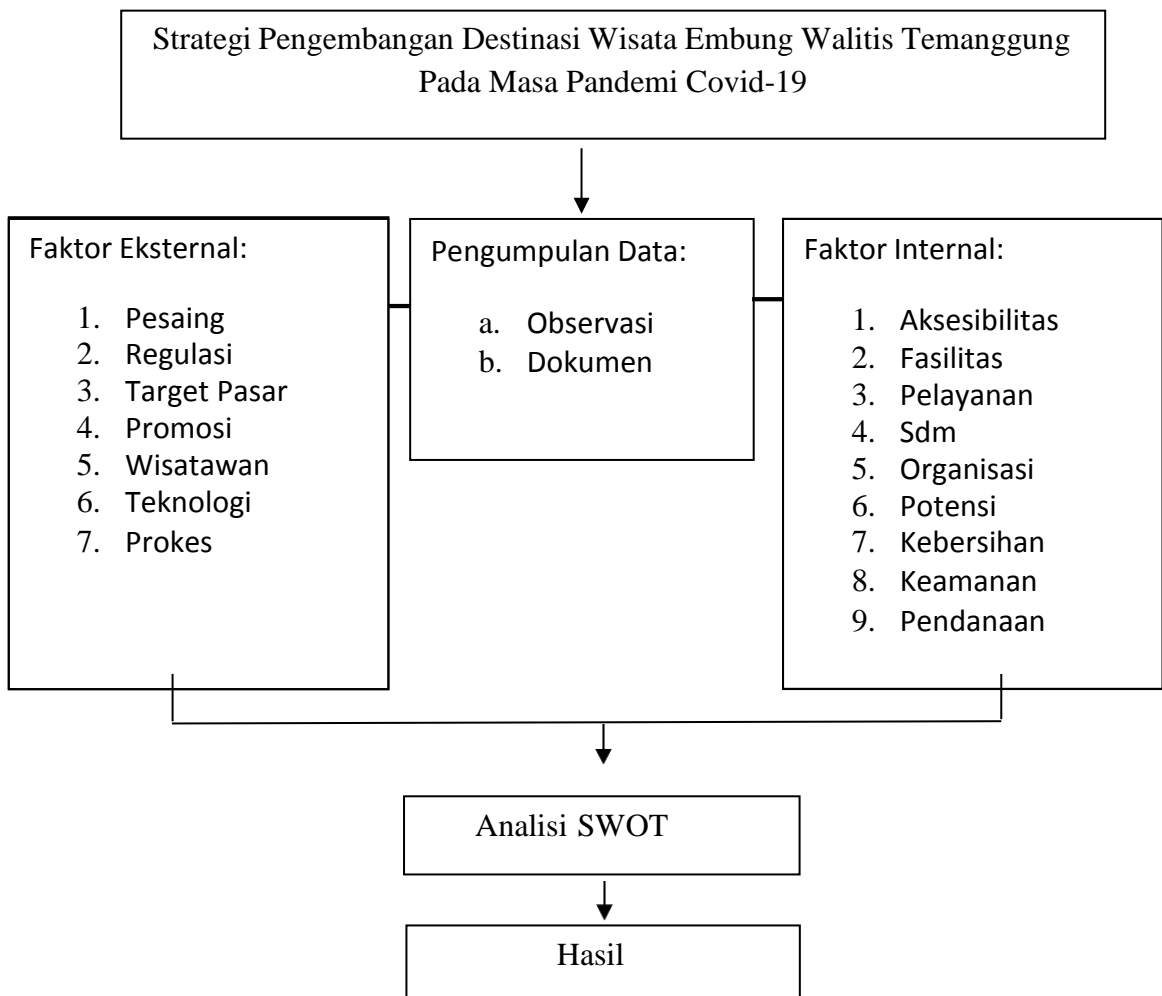 Strategi Pengembangan Destinasi Wisata Embung Walitis Temanggung
Pada Masa Pandemi Covid-19
Faktor Eksternal:
1. Pesaing
2. Regulasi
3. Target Pasar
4. Promosi
5. Wisatawan
6. Teknologi
7. Prokes
Pengumpulan Data:
a. Observasi
b. Dokumen
Faktor Internal:
1. Aksesibilitas
2. Fasilitas
3. Pelayanan
4. Sdm
5. Organisasi
6. Potensi
7. Kebersihan
8. Keamanan
9. Pendanaan
Analisi SWOT
Hasil